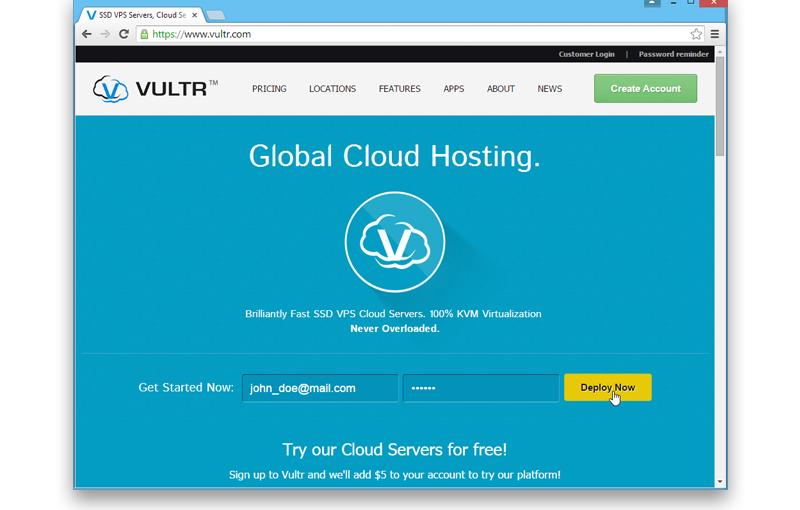 SSD VPS Servers, Cloud Se
https://www.vultr.com
Customer Login | Password reminder
VULTR™
PRICING LOCATIONS FEATURES APPS ABOUT NEWS Create Account
Global Cloud Hosting.
Brilliantly Fast SSD VPS Cloud Servers. 100% KVM Virtualization
Never Overloaded.
Get Started Now: john_doe@mail.com •••••• Deploy Now
Try our Cloud Servers for free!
Sign up to Vultr and we'll add $5 to your account to try our platform!